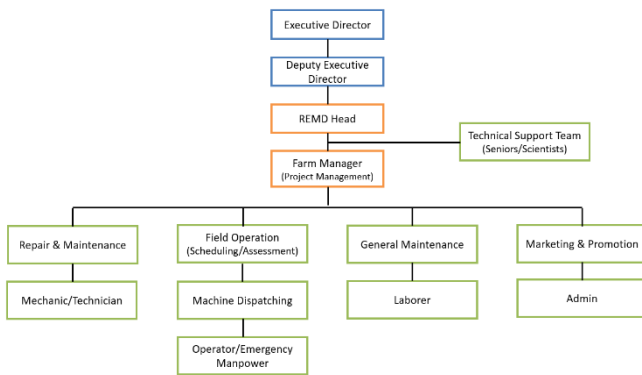 Executive Director
Deputy Executive
Director
REMD Head
Technical Support Team
(Seniors/Scientists)
Farm Manager
(Project Management)
Repair & Maintenance
Field Operation
(Scheduling/Assessment)
General Maintenance
Marketing & Promotion
Mechanic/Technician
Machine Dispatching
Laborer
Admin
Operator/Emergency
Manpower